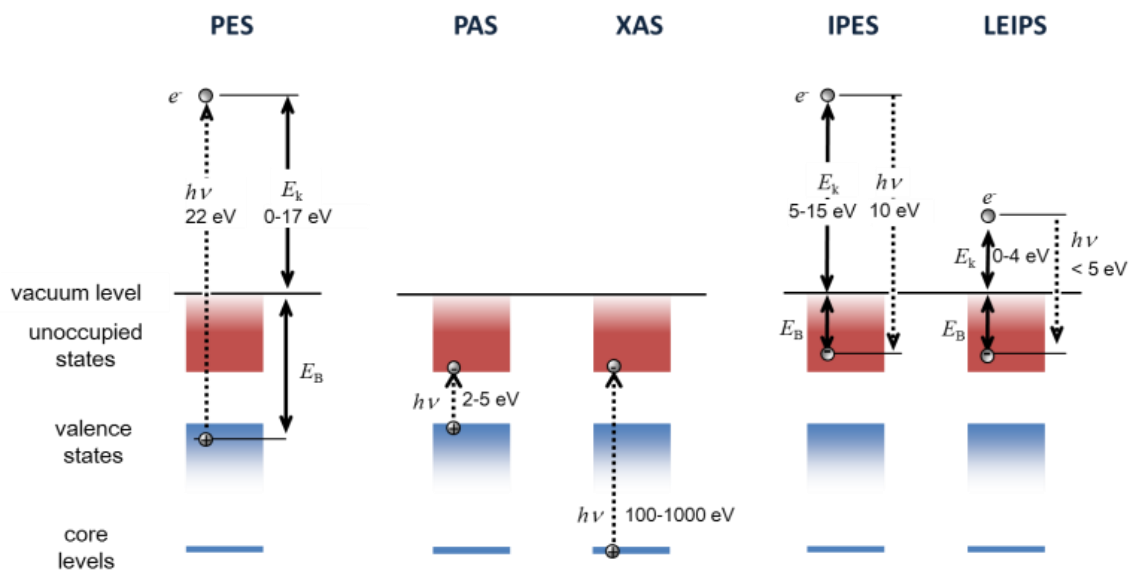 PES PAS XAS IPES LEIPS
e-
hν
22 eV
Ek
0-17 eV
e-
Ek
5-15 eV
hν
10 eV
e-
Ek
0-4 eV
hν
< 5 eV
vacuum level
unoccupied
states
EB
EB
EB
hν
2-5 eV
valence
states
hν
100-1000 eV
core
levels